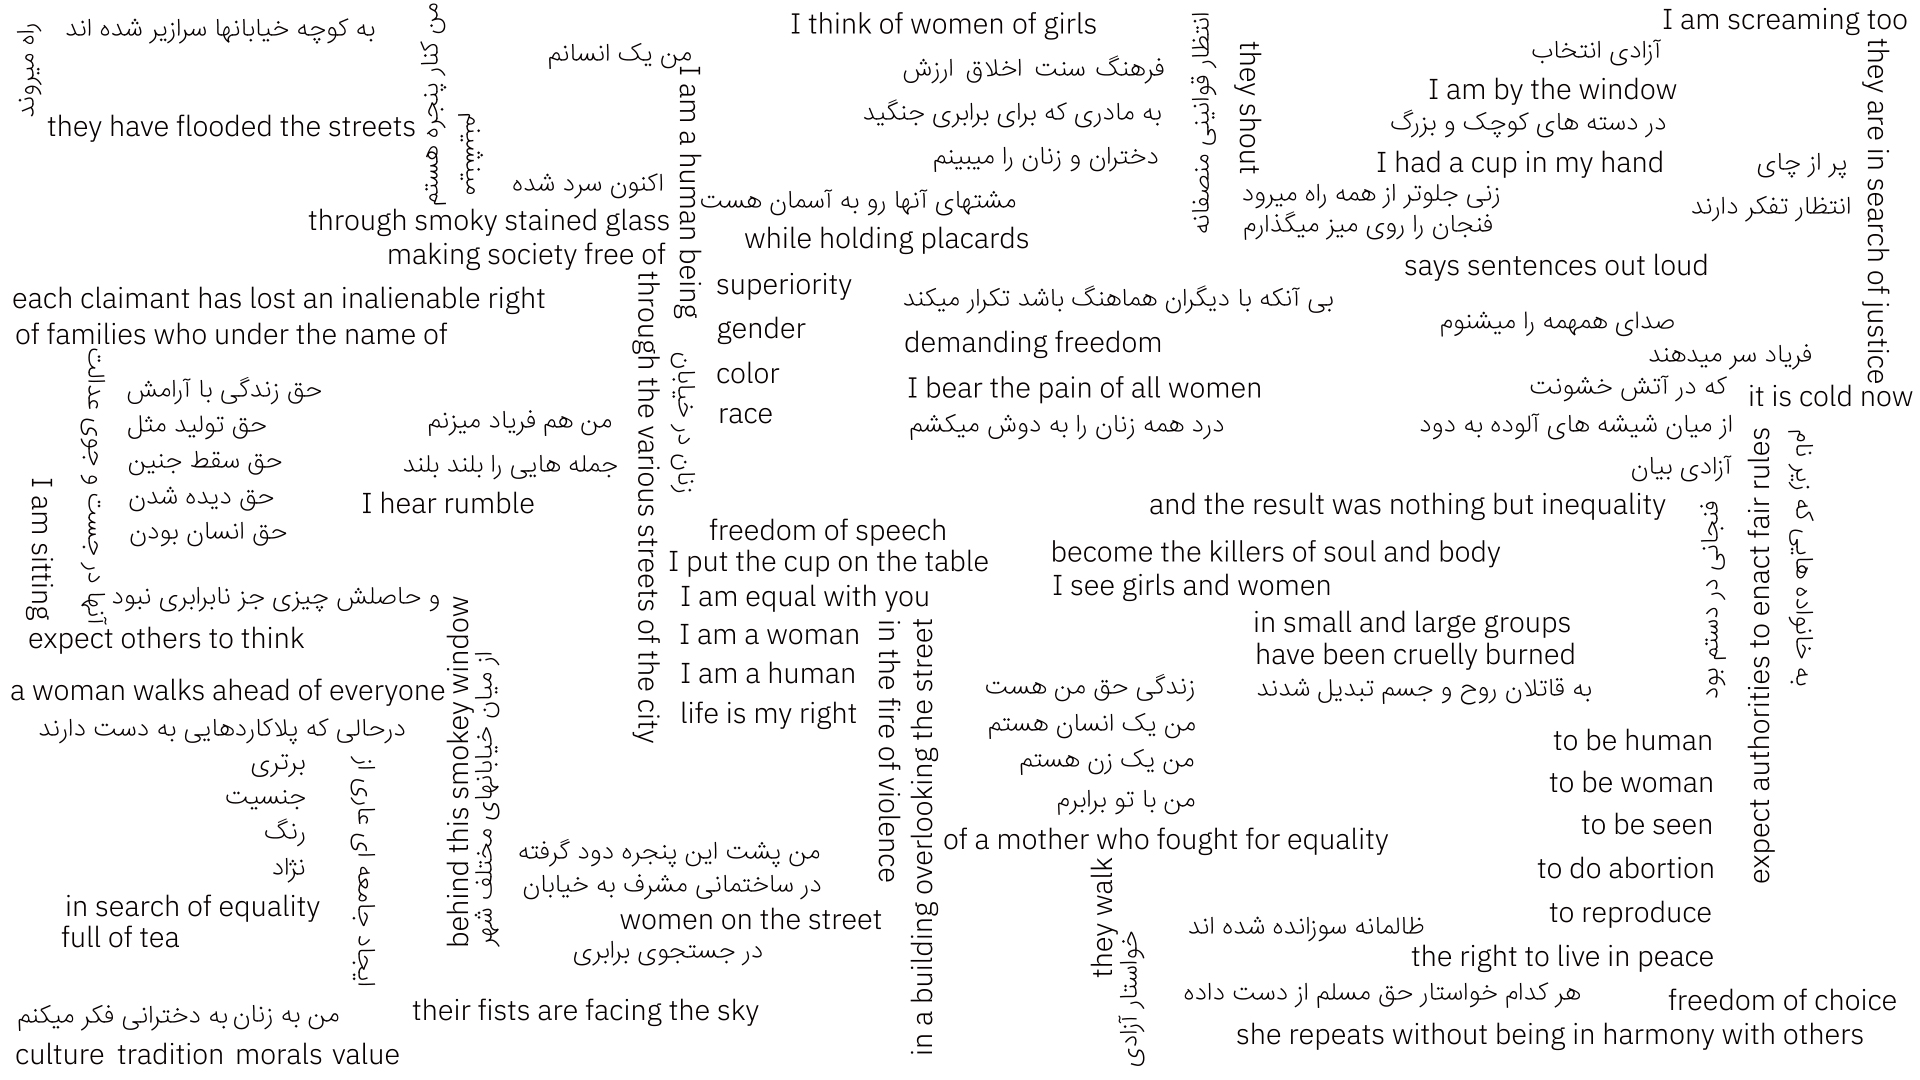 راه میروند
به کوچه خیابانها سرازیر شده اند
they have flooded the streets
من کنار پنجره هستم
مینشینم
من یک انسانم
اکنون سرد شده
through smoky stained glass
making society free of
I am a human being
I think of women of girls
فرهنگ سنت اخلاق ارزش
به مادری که برای برابری جنگید
دختران و زنان را میبینم
مشتهای آنها رو به آسمان هست
while holding placards
انتظار قوانینی منصفانه
they shout
I am screaming too
آزادی انتخاب
I am by the window
در دسته های کوچک و بزرگ
I had a cup in my hand
پر از چای
زنی جلوتر از همه راه میرود
انتظار تفکر دارند
فنجان را روی میز میگذارم
they are in search of justice
says sentences out loud
each claimant has lost an inalienable right
of families who under the name of
through the various streets of the city
superiority
gender
color
race
زنان در خیابان
بی آنکه با دیگران هماهنگ باشد تکرار میکند
demanding freedom
I bear the pain of all women
درد همه زنان را به دوش میکشم
صدای همهمه را میشنوم
فریاد سر میدهند
که در آتش خشونت
it is cold now
از میان شیشه های آلوده به دود
آزادی بیان
آنها در جست و جوی عدالت
حق زندگی با آرامش
حق تولید مثل
حق سقط جنین
حق دیده شدن
حق انسان بودن
من هم فریاد میزنم
جمله هایی را بلند بلند
I hear rumble
I am sitting
و حاصلش چیزی جز نابرابری نبود
expect others to think
freedom of speech
I put the cup on the table
I am equal with you
I am a woman
I am a human
life is my right
in the fire of violence
in a building overlooking the street
and the result was nothing but inequality
become the killers of soul and body
I see girls and women
in small and large groups
have been cruelly burned
به قاتلان روح و جسم تبدیل شدند
فنجانی در دستم بود
expect authorities to enact fair rules
به خانواده هایی که زیر نام
a woman walks ahead of everyone
درحالی که پلاکاردهایی به دست دارند
برتری
جنسیت
رنگ
نژاد
ایجاد جامعه ای عاری از
behind this smokey window
از میان خیابانهای مختلف شهر
زندگی حق من هست
من یک انسان هستم
من یک زن هستم
من با تو برابرم
of a mother who fought for equality
to be human
to be woman
to be seen
to do abortion
to reproduce
the right to live in peace
من پشت این پنجره دود گرفته
در ساختمانی مشرف به خیابان
women on the street
در جستجوی برابری
in search of equality
full of tea
they walk
خواستار آزادی
ظالمانه سوزانده شده اند
هر کدام خواستار حق مسلم از دست داده
freedom of choice
she repeats without being in harmony with others
من به زنان به دخترانی فکر میکنم
their fists are facing the sky
culture tradition morals value